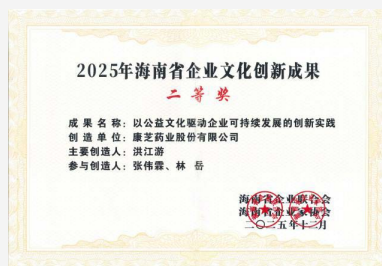 2025年海南省企业文化创新成果
二等奖
成果名称：以公益文化驱动企业可持续发展的创新实践
创造单位：康芝药业股份有限公司
主要创造人：洪江游
参与创造人：张伟霖、林 岳
海南省企业联合会
海南省企业家协会
二〇二五年十二月